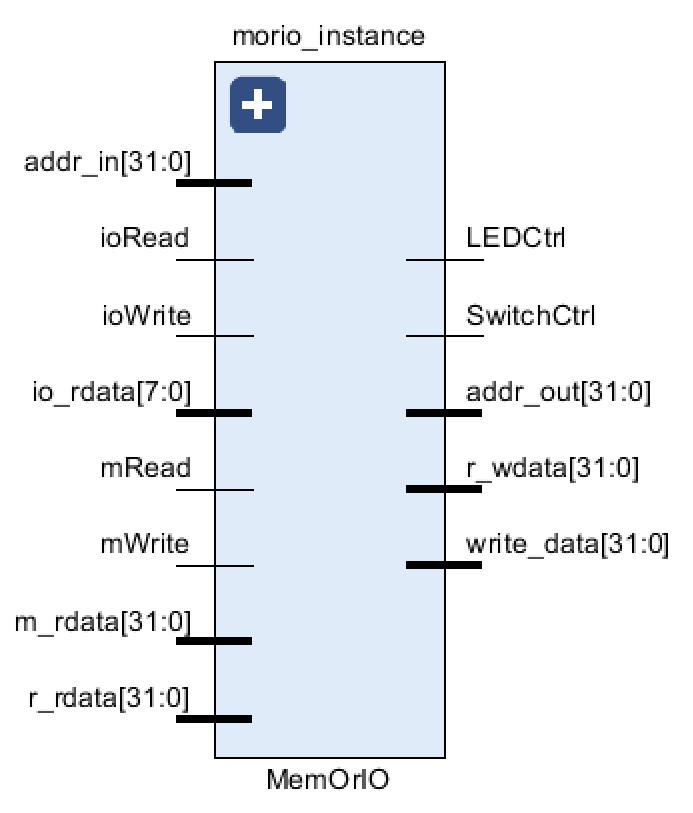 morio_instance
addr_in[31:0]
ioRead
LEDCtrl
ioWrite
SwitchCtrl
io_rdata[7:0]
addr_out[31:0]
mRead
r_wdata[31:0]
mWrite
write_data[31:0]
m_rdata[31:0]
r_rdata[31:0]
MemOrIO